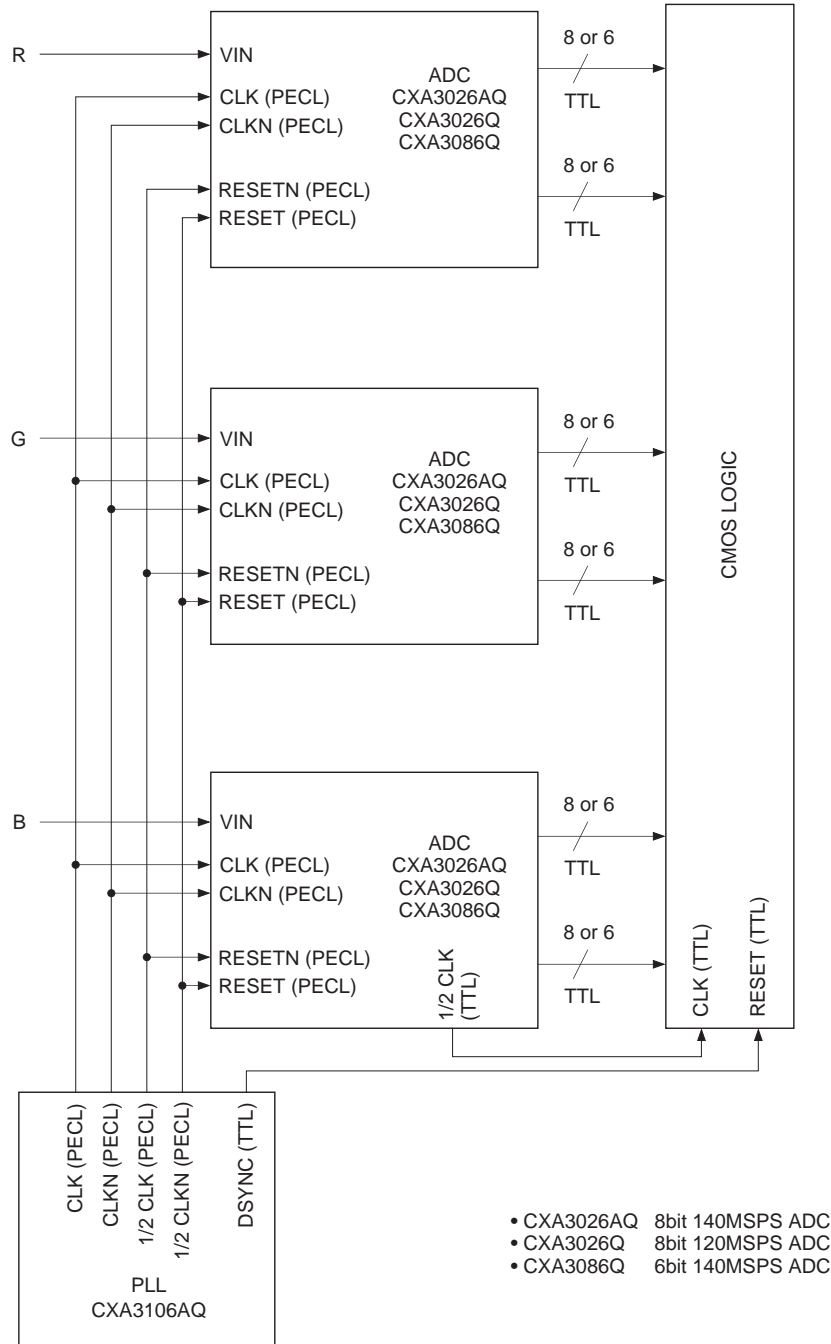 R
VIN
CLK (PECL)
CLKN (PECL)
RESETN (PECL)
RESET (PECL)
ADC
CXA3026AQ
CXA3026Q
CXA3086Q
8 or 6
TTL
8 or 6
TTL
G
VIN
CLK (PECL)
CLKN (PECL)
RESETN (PECL)
RESET (PECL)
ADC
CXA3026AQ
CXA3026Q
CXA3086Q
8 or 6
TTL
8 or 6
TTL
CMOS LOGIC
B
VIN
CLK (PECL)
CLKN (PECL)
RESETN (PECL)
RESET (PECL)
ADC
CXA3026AQ
CXA3026Q
CXA3086Q
1/2 CLK
(TTL)
8 or 6
TTL
8 or 6
TTL
CLK (TTL)
RESET (TTL)
CLK (PECL)
CLKN (PECL)
1/2 CLK (PECL)
1/2 CLKN (PECL)
DSYNC (TTL)
PLL
CXA3106AQ
• CXA3026AQ 8bit 140MSPS ADC
• CXA3026Q 8bit 120MSPS ADC
• CXA3086Q 6bit 140MSPS ADC